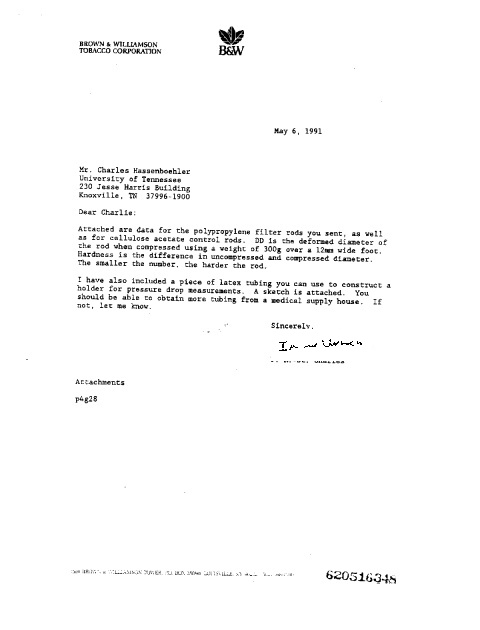 BROWN & WILLIAMSON
TOBACCO CORPORATION
B&W
May 6, 1991
Mr. Charles Hassenboehler
University of Tennessee
230 Jesse Harris Building
Knoxville, TN 37996-1900
Dear Charlie:
Attached are data for the polypropylene filter rods you sent, as well
as for cellulose acetate control rods. DD is the deformed diameter of
the rod when compressed using a weight of 300g over a 12mm wide foot.
Hardness is the difference in uncompressed and compressed diameter.
The smaller the number, the harder the rod.
I have also included a piece of latex tubing you can use to construct a
holder for pressure drop measurements. A sketch is attached. You
should be able to obtain more tubing from a medical supply house. If
not, let me know.
Sincerely,
Charles
Attachments
p4g28
WILLIAMSON TOWER, LOUISVILLE,
620516348